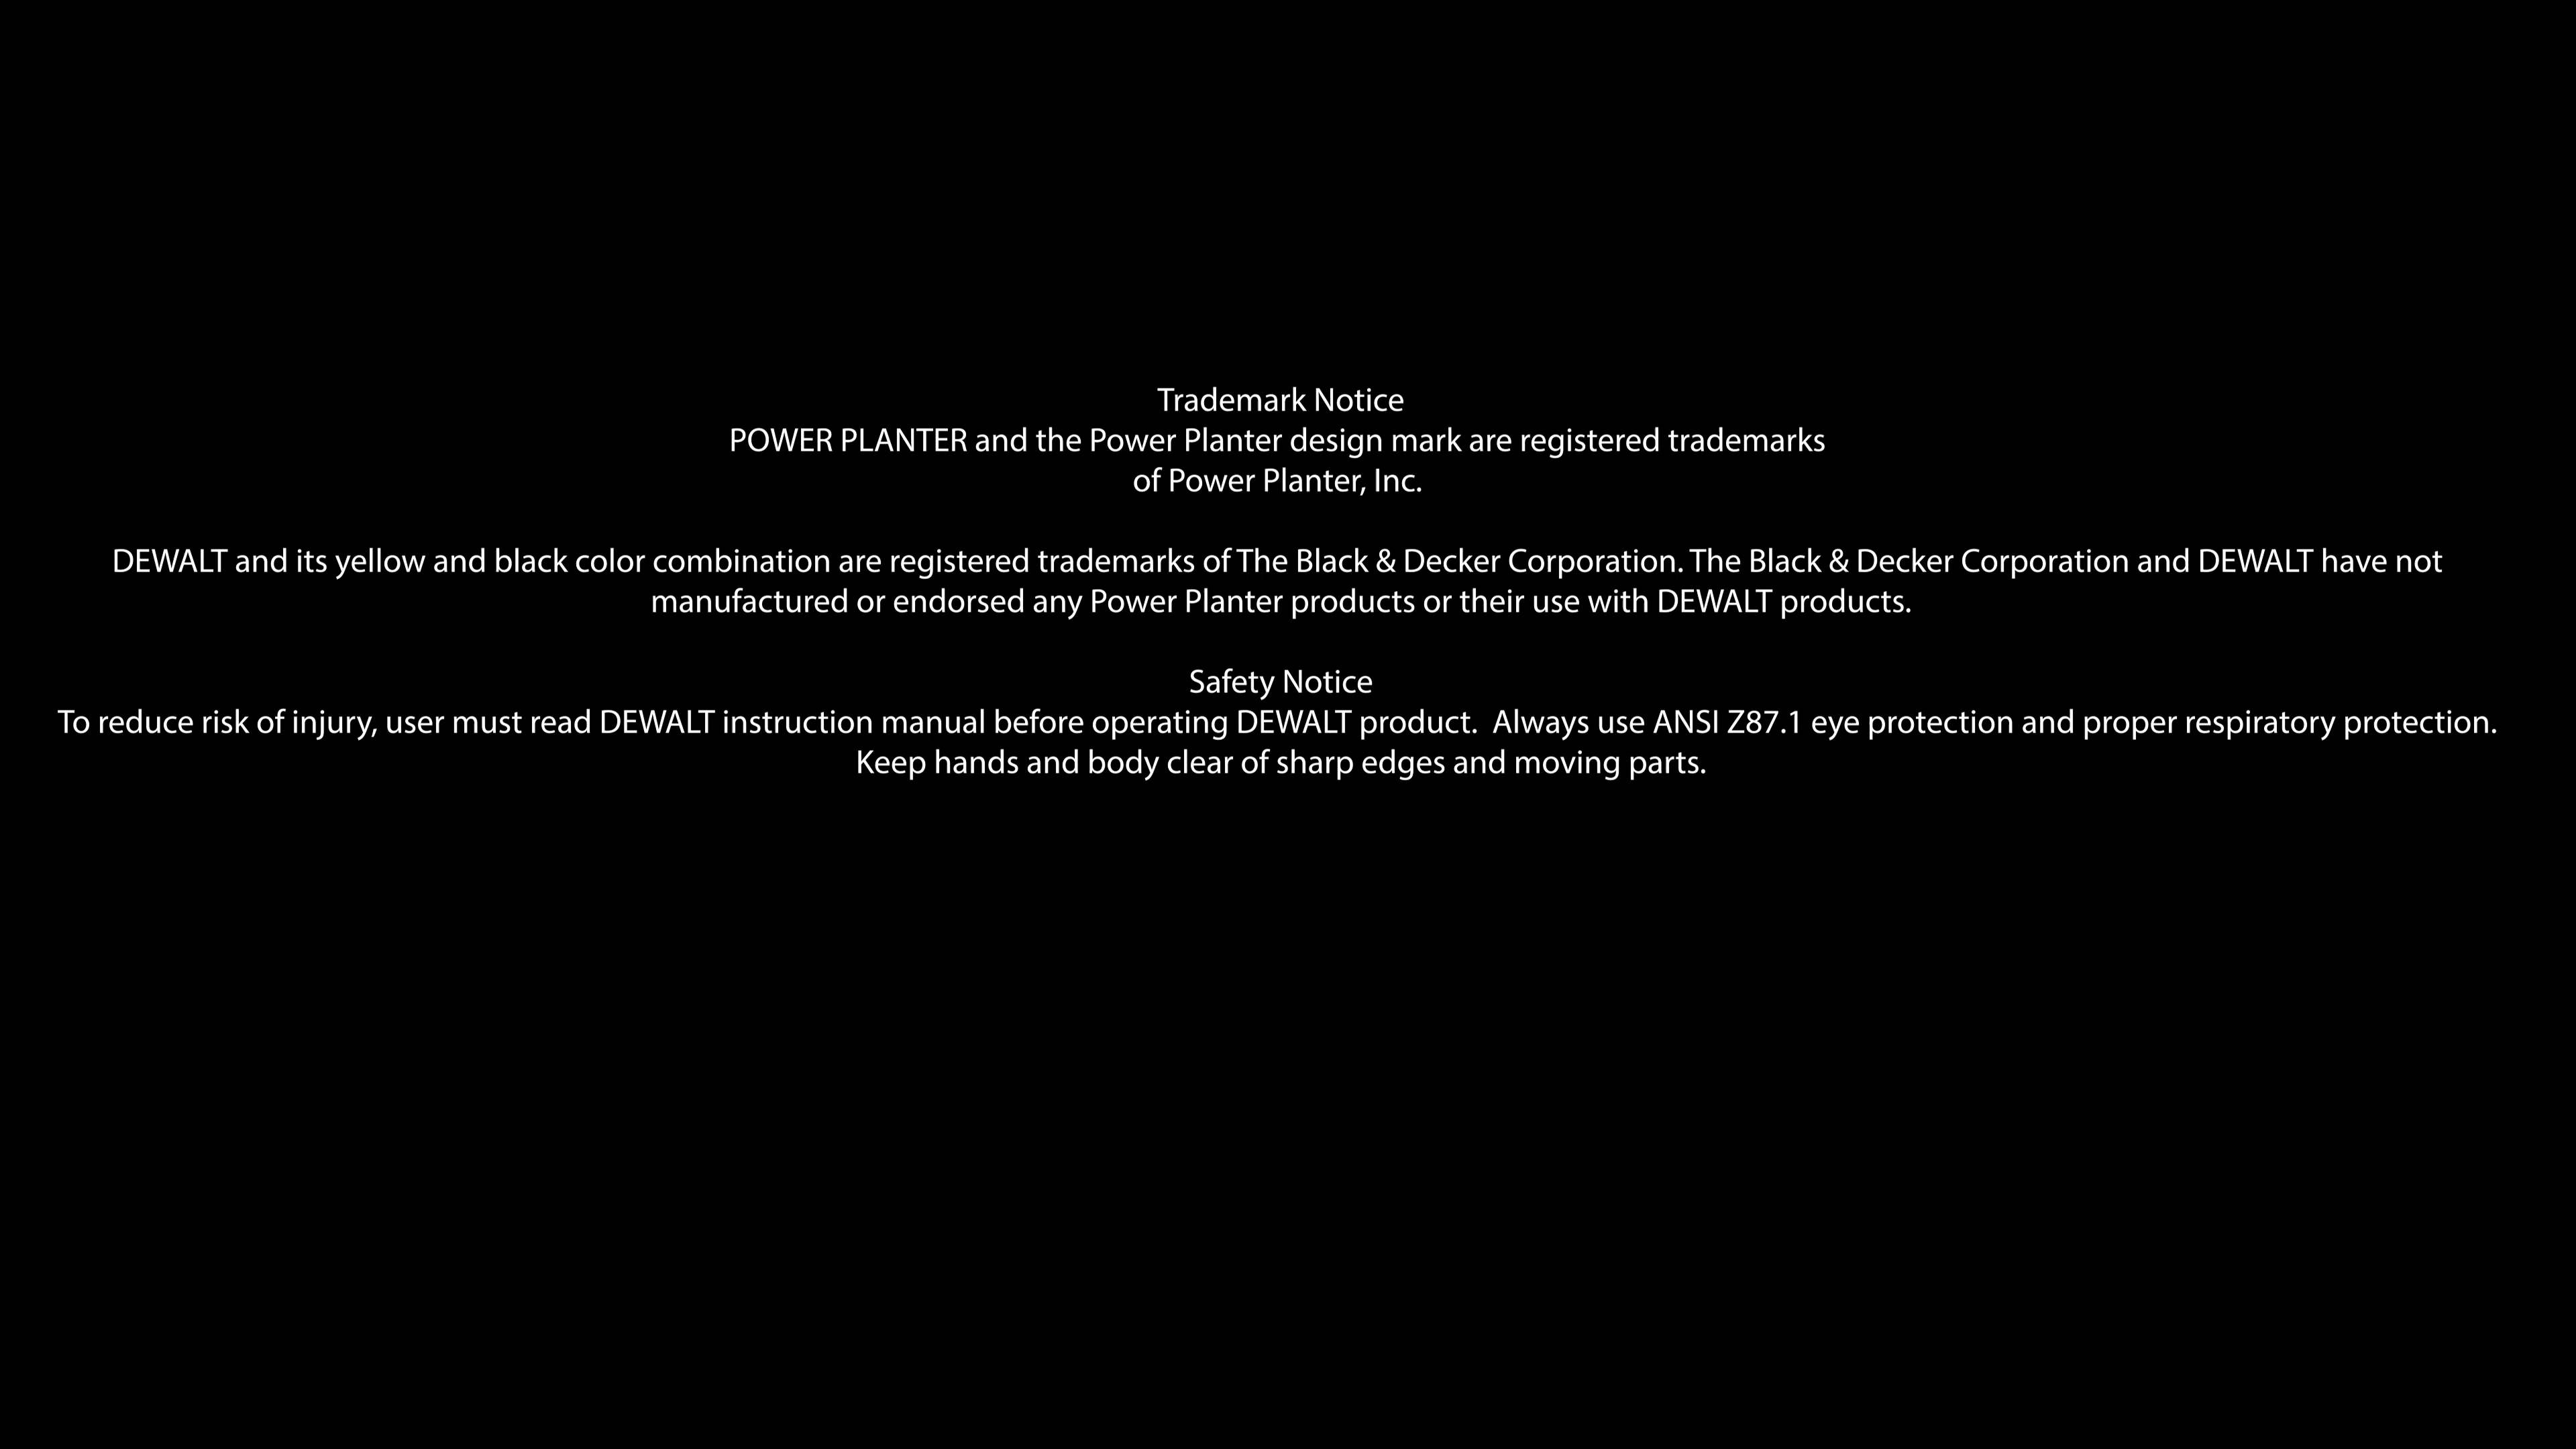 Trademark Notice
POWER PLANTER and the Power Planter design mark are registered trademarks
of Power Planter, Inc.
DEWALT and its yellow and black color combination are registered trademarks of The Black & Decker Corporation. The Black & Decker Corporation and DEWALT have not
manufactured or endorsed any Power Planter products or their use with DEWALT products.
Safety Notice
To reduce risk of injury, user must read DEWALT instruction manual before operating DEWALT product.  Always use ANSI Z87.1 eye protection and proper respiratory protection.
Keep hands and body clear of sharp edges and moving parts.